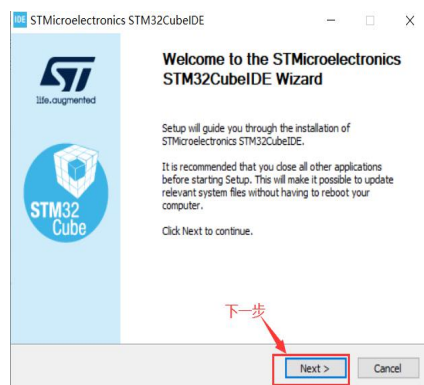 IDE STMicroelectronics STM32CubeIDE
ST
life.augmented
STM32
Cube
Welcome to the STMicroelectronics
STM32CubeIDE Wizard
Setup will guide you through the installation of
STMicroelectronics STM32CubeIDE.
It is recommended that you close all other applications
before starting Setup. This will make it possible to update
relevant system files without having to reboot your
computer.
Click Next to continue.
下一步
Next >
Cancel